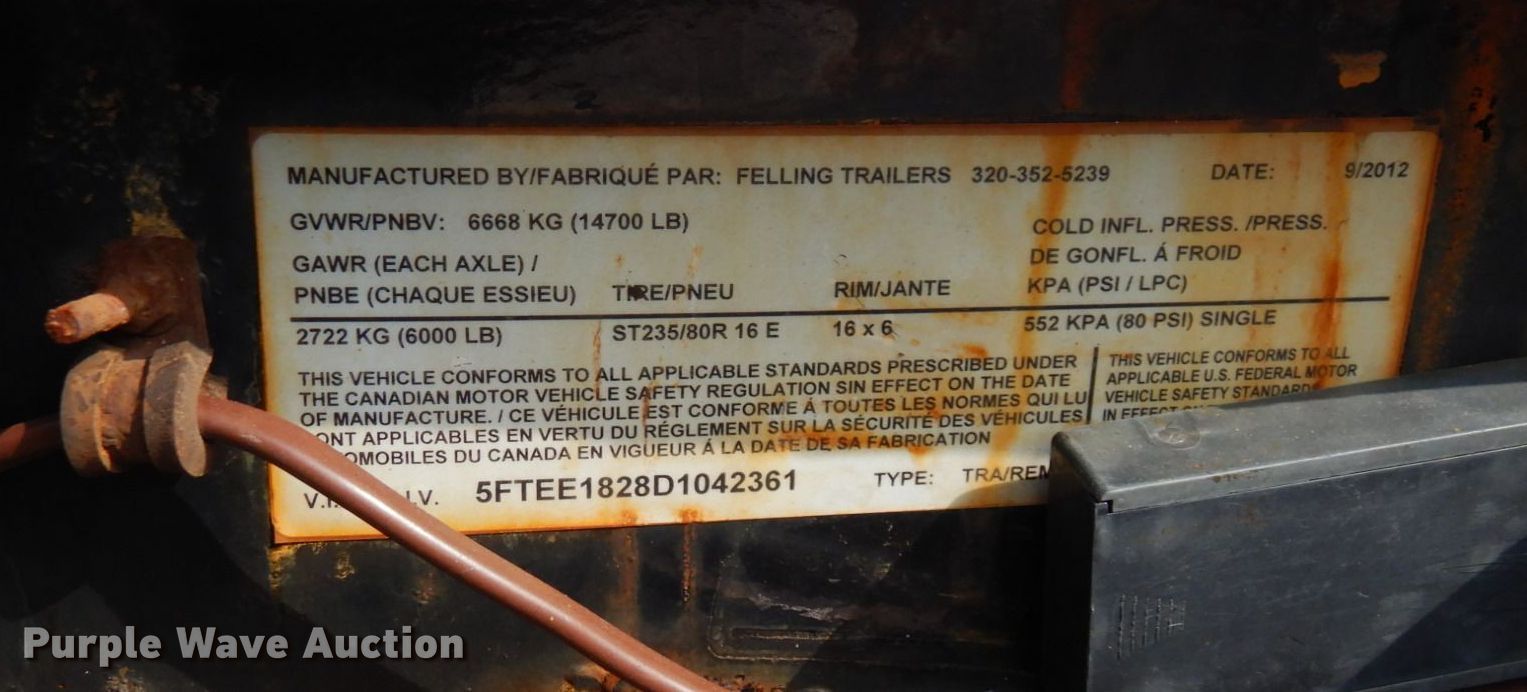 MANUFACTURED BY/FABRIQUÉ PAR: FELLING TRAILERS 320-352-5239 DATE: 9/2012
GVWR/PNBV: 6668 KG (14700 LB)
COLD INFL. PRESS. /PRESS.
DE GONFL. Á FROID
KPA (PSI / LPC)
GAWR (EACH AXLE) /
PNBE (CHAQUE ESSIEU) TIRE/PNEU RIM/JANTE
2722 KG (6000 LB) ST235/80R 16 E 16 x 6 552 KPA (80 PSI) SINGLE
THIS VEHICLE CONFORMS TO ALL APPLICABLE STANDARDS PRESCRIBED UNDER
THE CANADIAN MOTOR VEHICLE SAFETY REGULATION SIN EFFECT ON THE DATE
OF MANUFACTURE. / CE VÉHICULE EST CONFORME Á TOUTES LES NORMES QUI LUI
ONT APPLICABLES EN VERTU DU RÉGLEMENT SUR LA SÉCURITÉ DES VÉHICULES
OMOBILES DU CANADA EN VIGUEUR Á LA DATE DE SA FABRICATION
THIS VEHICLE CONFORMS TO ALL
APPLICABLE U.S. FEDERAL MOTOR
VEHICLE SAFETY STANDARDS
IN EFFECT
V.I. I.V. 5FTEE1828D1042361 TYPE: TRA/REM
Purple Wave Auction